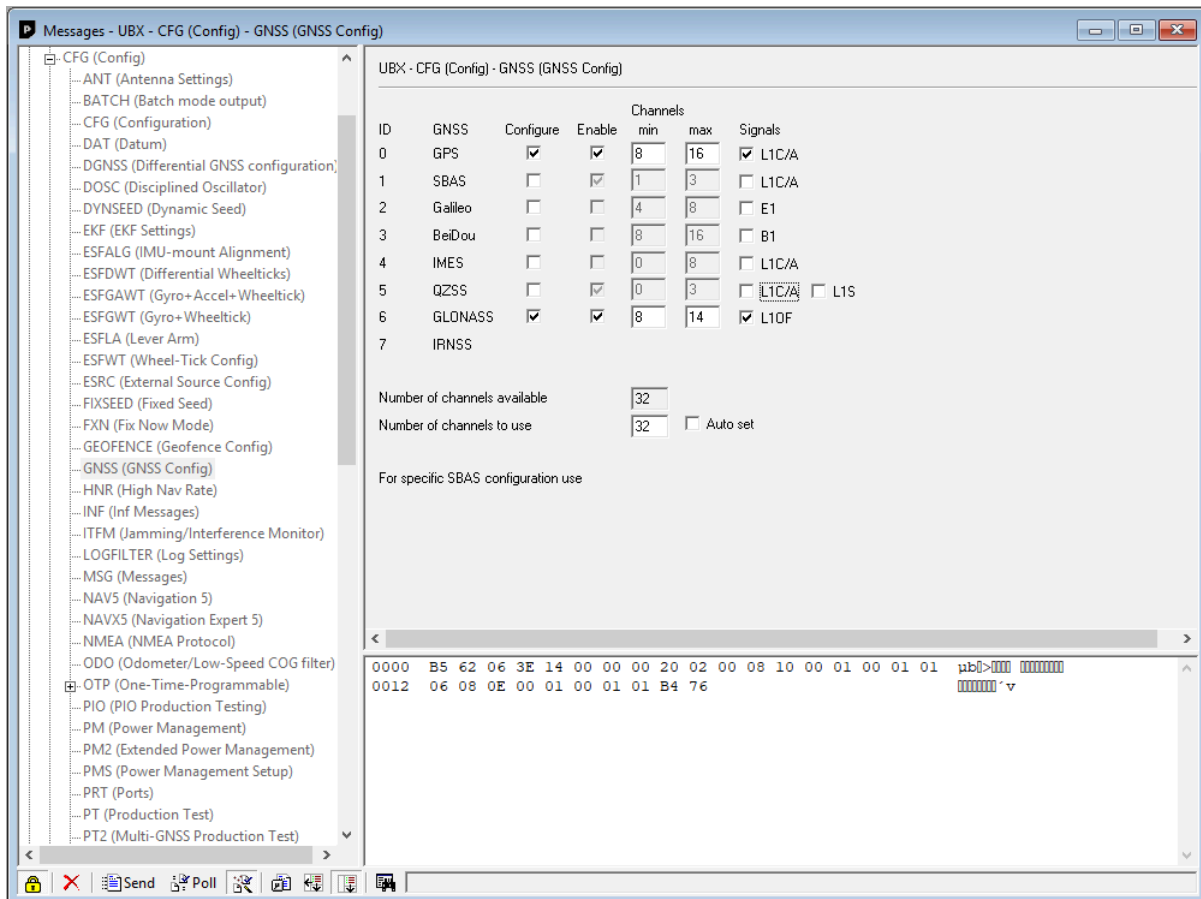 Messages - UBX - CFG (Config) - GNSS (GNSS Config)
CFG (Config)
ANT (Antenna Settings)
BATCH (Batch mode output)
CFG (Configuration)
DAT (Datum)
DGNSS (Differential GNSS configuration)
DOSC (Disciplined Oscillator)
DYNSEED (Dynamic Seed)
EKF (EKF Settings)
ESFALG (IMU-mount Alignment)
ESFDWT (Differential Wheelticks)
ESFGAWT (Gyro+Accel+Wheeltick)
ESFGWT (Gyro+Wheeltick)
ESFLA (Lever Arm)
ESFWT (Wheel-Tick Config)
ESRC (External Source Config)
FIXSEED (Fixed Seed)
FXN (Fix Now Mode)
GEOFENCE (Geofence Config)
GNSS (GNSS Config)
HNR (High Nav Rate)
INF (Inf Messages)
ITFM (Jamming/Interference Monitor)
LOGFILTER (Log Settings)
MSG (Messages)
NAV5 (Navigation 5)
NAVX5 (Navigation Expert 5)
NMEA (NMEA Protocol)
ODO (Odometer/Low-Speed COG filter)
OTP (One-Time-Programmable)
PIO (PIO Production Testing)
PM (Power Management)
PM2 (Extended Power Management)
PMS (Power Management Setup)
PRT (Ports)
PT (Production Test)
PT2 (Multi-GNSS Production Test)
UBX - CFG (Config) - GNSS (GNSS Config)
Channels
ID GNSS Configure Enable min max Signals
0 GPS 8 16 L1C/A
1 SBAS 1 3 L1C/A
2 Galileo 4 8 E1
3 BeiDou 8 16 B1
4 IMES 0 8 L1C/A
5 QZSS 0 3 L1C/A L1S
6 GLONASS 8 14 L1OF
7 IRNSS
Number of channels available 32
Number of channels to use 32 Auto set
For specific SBAS configuration use
0000 B5 62 06 3E 14 00 00 00 20 02 00 08 10 00 01 00 01 01 µb>
0012 06 08 0E 00 01 00 01 01 B4 76 ´v
Send Poll